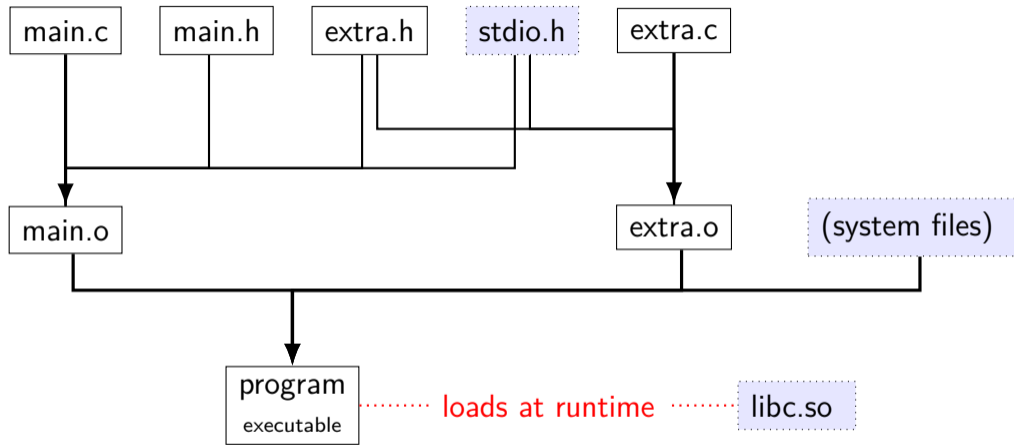 main.c
main.h
extra.h
stdio.h
extra.c
main.o
extra.o
(system files)
program
executable
loads at runtime
libc.so